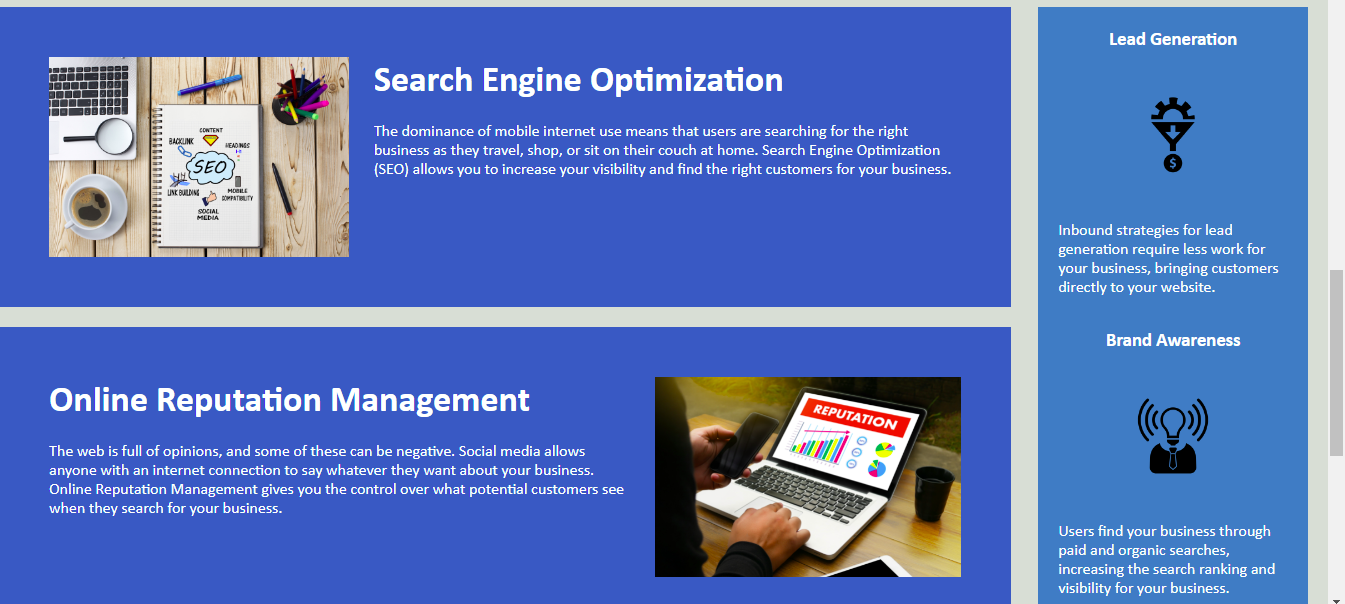 Search Engine Optimization
The dominance of mobile internet use means that users are searching for the right
business as they travel, shop, or sit on their couch at home. Search Engine Optimization
(SEO) allows you to increase your visibility and find the right customers for your business.
CONTENT
BACKLINK
HEADINGS
SEO
LINK BUILDING
MOBILE
COMPATIBILITY
SOCIAL
MEDIA
Online Reputation Management
The web is full of opinions, and some of these can be negative. Social media allows
anyone with an internet connection to say whatever they want about your business.
Online Reputation Management gives you the control over what potential customers see
when they search for your business.
REPUTATION
Lead Generation
$
Inbound strategies for lead
generation require less work for
your business, bringing customers
directly to your website.
Brand Awareness
Users find your business through
paid and organic searches,
increasing the search ranking and
visibility for your business.